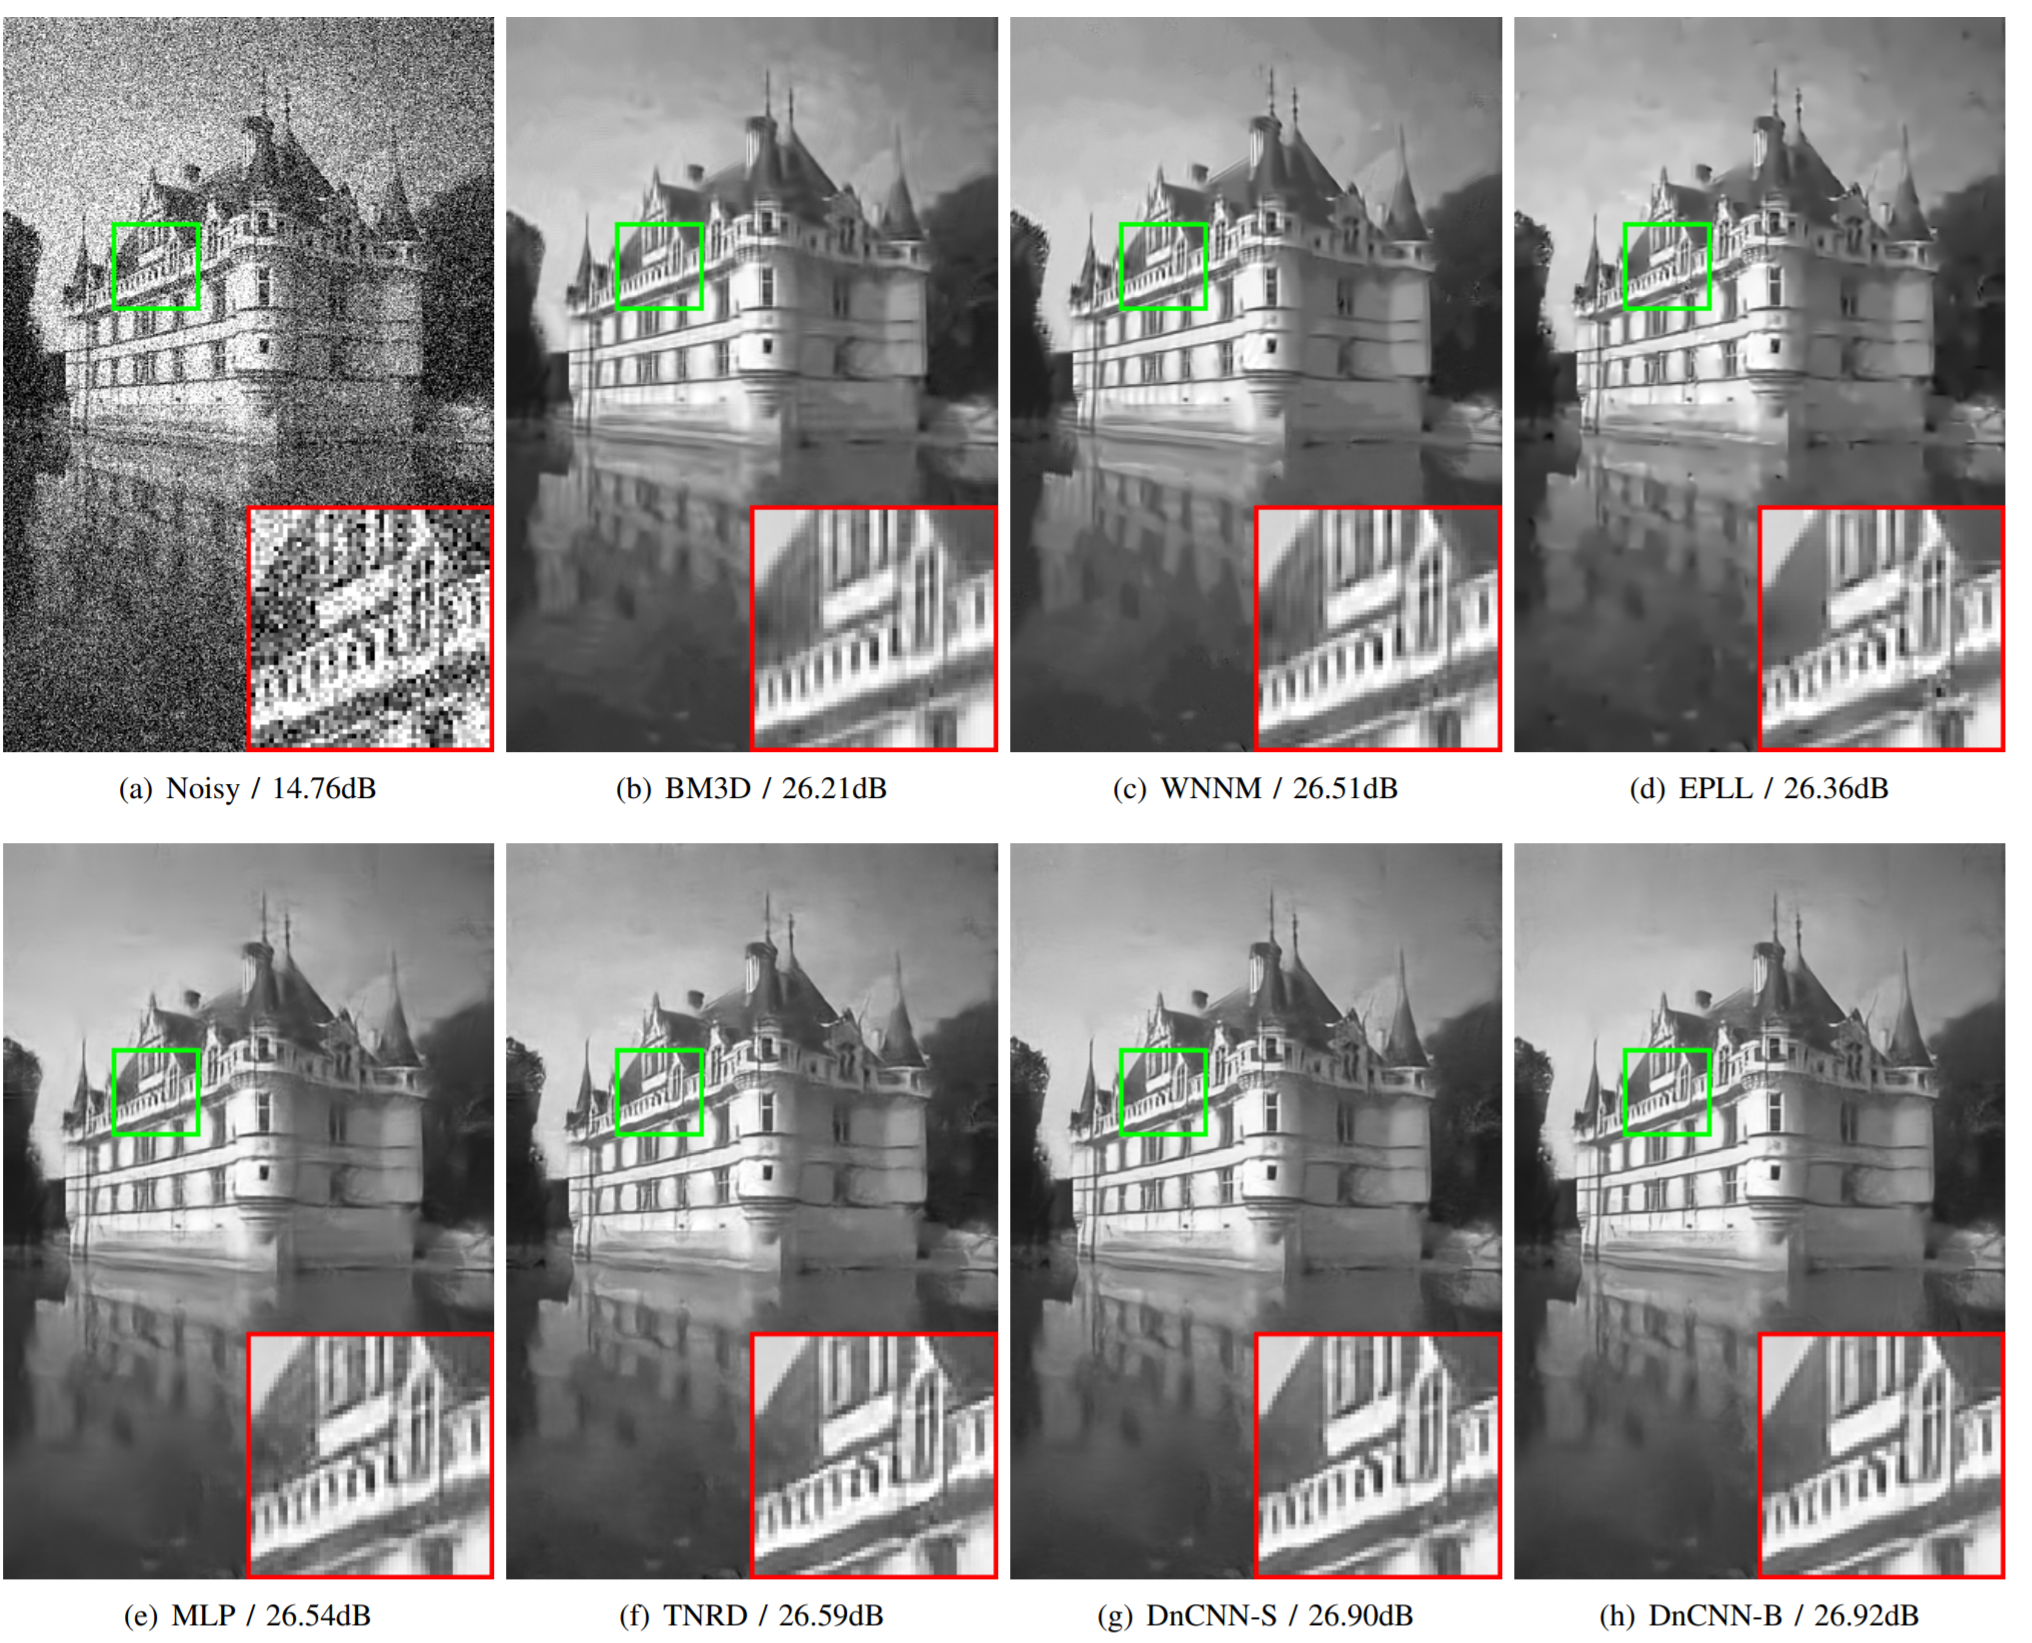 (a) Noisy / 14.76dB
(b) BM3D / 26.21dB
(c) WNNM / 26.51dB
(d) EPLL / 26.36dB
(e) MLP / 26.54dB
(f) TNRD / 26.59dB
(g) DnCNN-S / 26.90dB
(h) DnCNN-B / 26.92dB